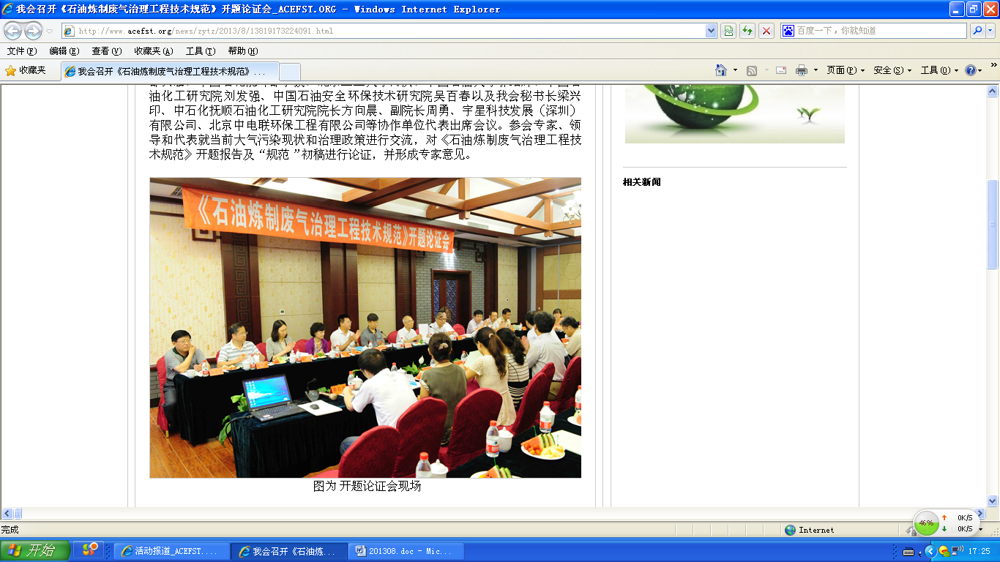 我会召开《石油炼制废气治理工程技术规范》开题论证会_ACEFST.ORG - Windows Internet Explorer
http://www.acefst.org/news/zytz/2013/8/13819173224091.html
百度一下，你就知道
文件(F) 编辑(E) 查看(V) 收藏夹(A) 工具(T) 帮助(H)
收藏夹 我会召开《石油炼制废气治理工程技术规范》... 页面(P) 安全(S) 工具(O)
油化工研究院刘发强、中国石油安全环保技术研究院吴百春以及我会秘书长梁兴
印、中石化抚顺石油化工研究院院长方向晨、副院长周勇、宇星科技发展（深圳）
有限公司、北京中电联环保工程有限公司等协作单位代表出席会议。参会专家、领
导和代表就当前大气污染现状和治理政策进行交流，对《石油炼制废气治理工程技
术规范》开题报告及“规范 ”初稿进行论证，并形成专家意见。
相关新闻
《石油炼制废气治理工程技术规范》开题论证会
图为 开题论证会现场
完成 Internet
46% 0K/S
0K/S
开始 活动报道_ACEFST.... 我会召开《石油炼... 201308.doc - Mic... 17:25